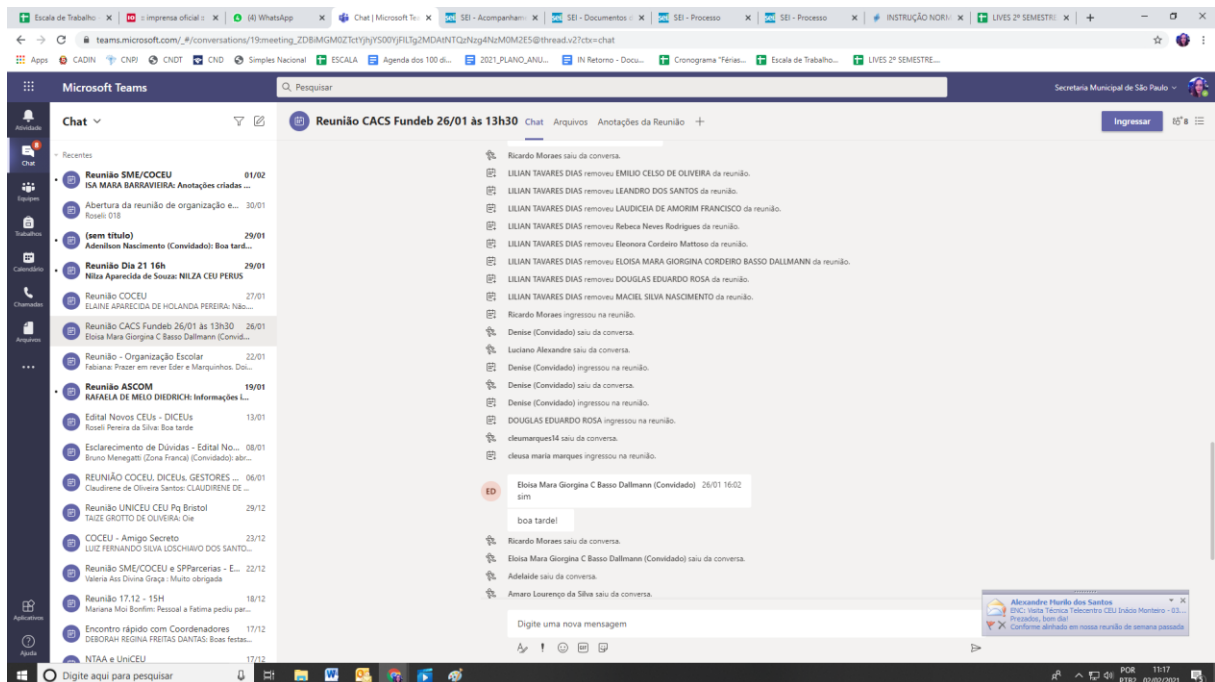 Escala de Trabalho
:: imprensa oficial ::
(4) WhatsApp
Chat | Microsoft Te
SEI - Acompanham
SEI - Documentos d
SEI - Processo
SEI - Processo
INSTRUÇÃO NORM
LIVES 2º SEMESTRE
Apps CADIN CNPJ CNDT CND Simples Nacional ESCALA Agenda dos 100 di... 2021_PLANO_ANU... IN Retorno - Docu... Cronograma "Férias... Escala de Trabalho... LIVES 2º SEMESTRE...
Microsoft Teams
Pesquisar
Secretaria Municipal de São Paulo
Atividade
Chat
Equipes
Trabalhos
Calendário
Chamadas
Arquivos
Aplicativos
Ajuda
Chat
Recentes
Reunião SME/COCEU 01/02
ISA MARA BARRAVIEIRA: Anotações criadas ...
Abertura da reunião de organização e... 30/01
Roseli: 018
(sem título) 29/01
Adenilson Nascimento (Convidado): Boa tard...
Reunião Dia 21 16h 29/01
Nilza Aparecida de Souza: NILZA CEU PERUS
Reunião COCEU 27/01
ELAINE APARECIDA DE HOLANDA PEREIRA: Não...
Reunião CACS Fundeb 26/01 às 13h30 26/01
Eloisa Mara Giorgina C Basso Dallmann (Convid...
Reunião - Organização Escolar 22/01
Fabiana: Prazer em rever Eder e Marquinhos. Doi...
Reunião ASCOM 19/01
RAFAELA DE MELO DIEDRICH: Informações i...
Edital Novos CEUs - DICEUs 13/01
Roseli Pereira da Silva: Boa tarde
Esclarecimento de Dúvidas - Edital No... 08/01
Bruno Menegatti (Zona Franca) (Convidado): abr...
REUNIÃO COCEU, DICEUs, GESTORES ... 06/01
Claudirene de Oliveira Santos: CLAUDIRENE DE ...
Reunião UNICEU CEU Pq Bristol 29/12
TAIZE GROTTO DE OLIVEIRA: Oie
COCEU - Amigo Secreto 23/12
LUIZ FERNANDO SILVA LOSCHIAVO DOS SANTO...
Reunião SME/COCEU e SPParcerias - E... 22/12
Valeria Ass Divina Graça : Muito obrigada
Reunião 17.12 - 15H 18/12
Mariana Moi Bonfim: Pessoal a Fatima pediu par...
Encontro rápido com Coordenadores 17/12
DEBORAH REGINA FREITAS DANTAS: Boas festas...
NTAA e UniCEU 17/12
Reunião CACS Fundeb 26/01 às 13h30 Chat Arquivos Anotações da Reunião
Ingressar 8
Ricardo Moraes saiu da conversa.
LILIAN TAVARES DIAS removeu EMILIO CELSO DE OLIVEIRA da reunião.
LILIAN TAVARES DIAS removeu LEANDRO DOS SANTOS da reunião.
LILIAN TAVARES DIAS removeu LAUDICEIA DE AMORIM FRANCISCO da reunião.
LILIAN TAVARES DIAS removeu Rebeca Neves Rodrigues da reunião.
LILIAN TAVARES DIAS removeu Eleonora Cordeiro Mattoso da reunião.
LILIAN TAVARES DIAS removeu ELOISA MARA GIORGINA CORDEIRO BASSO DALLMANN da reunião.
LILIAN TAVARES DIAS removeu DOUGLAS EDUARDO ROSA da reunião.
LILIAN TAVARES DIAS removeu MACIEL SILVA NASCIMENTO da reunião.
Ricardo Moraes ingressou na reunião.
Denise (Convidado) saiu da conversa.
Luciano Alexandre saiu da conversa.
Denise (Convidado) ingressou na reunião.
Denise (Convidado) saiu da conversa.
Denise (Convidado) ingressou na reunião.
DOUGLAS EDUARDO ROSA ingressou na reunião.
cleumarques14 saiu da conversa.
cleusa maria marques ingressou na reunião.
ED
Eloisa Mara Giorgina C Basso Dallmann (Convidado) 26/01 16:02
sim
boa tarde!
Ricardo Moraes saiu da conversa.
Eloisa Mara Giorgina C Basso Dallmann (Convidado) saiu da conversa.
Adelaide saiu da conversa.
Amaro Lourenço da Silva saiu da conversa.
Digite uma nova mensagem
Alexandre Murilo dos Santos
ENC: Visita Técnica Telecentro CEU Inácio Monteiro - 03....
Prezados, bom dia!
Conforme alinhado em nossa reunião de semana passada
Digite aqui para pesquisar
POR 11:17
PTB2 02/02/2021